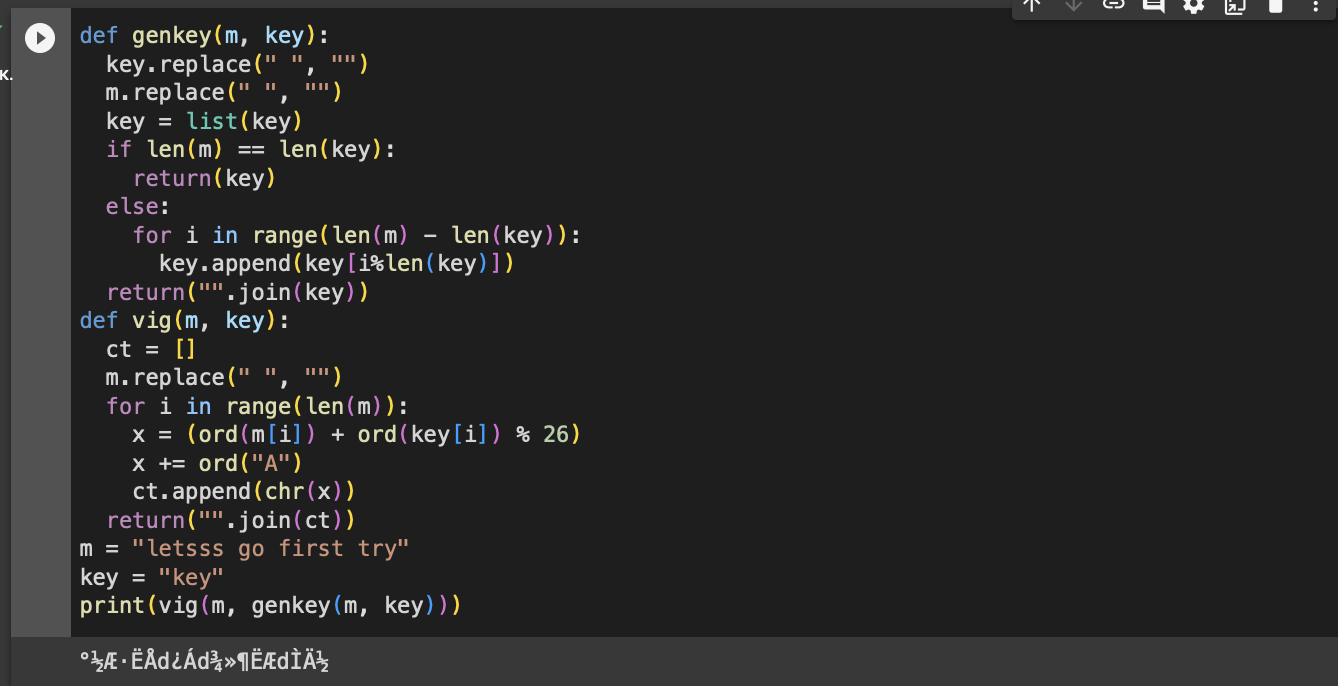 K.
def genkey(m, key):
  key.replace(" ", "")
  m.replace(" ", "")
  key = list(key)
  if len(m) == len(key):
    return(key)
  else:
    for i in range(len(m) - len(key)):
      key.append(key[i%len(key)])
  return("".join(key))
def vig(m, key):
  ct = []
  m.replace(" ", "")
  for i in range(len(m)):
    x = (ord(m[i]) + ord(key[i]) % 26)
    x += ord("A")
    ct.append(chr(x))
  return("".join(ct))
m = "letsss go first try"
key = "key"
print(vig(m, genkey(m, key)))
°½Æ·ËÅd¿Ád¾»¶ËÆdÌÄ½